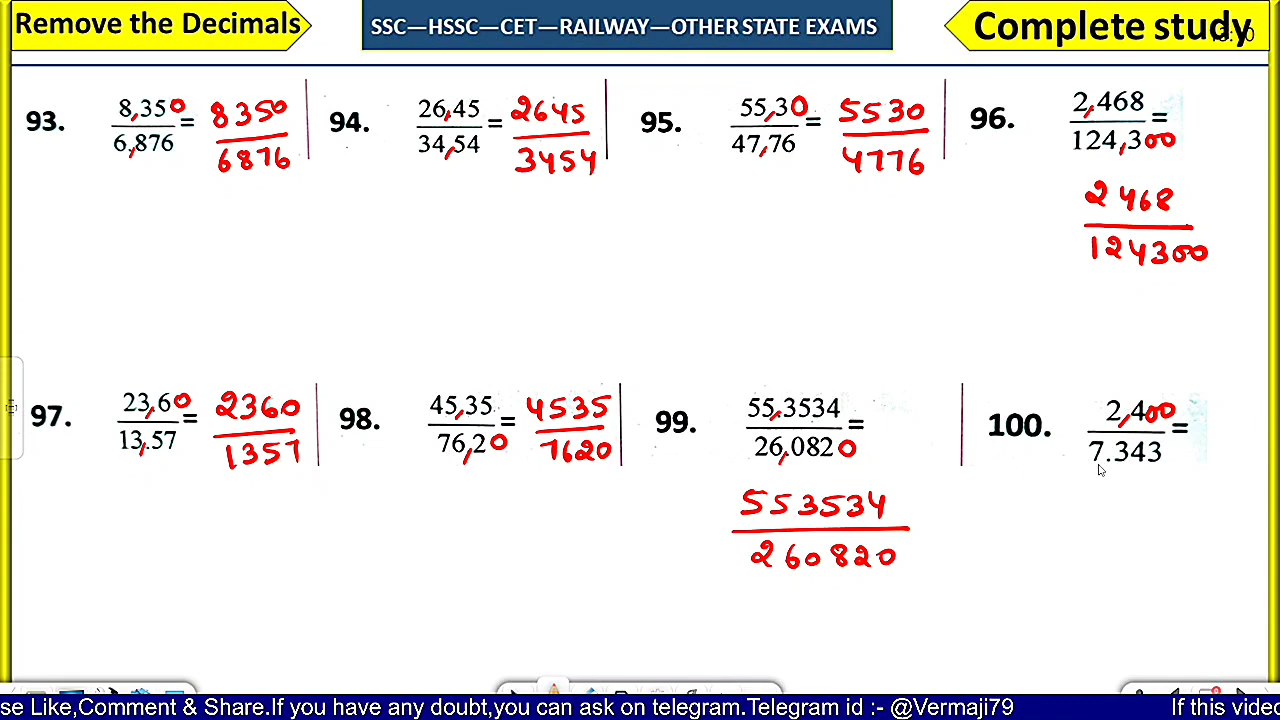 Remove the Decimals
SSC—HSSC—CET—RAILWAY—OTHER STATE EXAMS
Complete study
93. 8.350/6.876 = 8350/6876
94. 26.45/34.54 = 2645/3454
95. 55.30/47.76 = 5530/4776
96. 2.468/124.300 =
2468/124300
97. 23.60/13.57 = 2360/1357
98. 45.35/76.20 = 4535/7620
99. 55.3534/26.0820 =
553534/260820
100. 2.400/7.343 =
se Like,Comment & Share.If you have any doubt,you can ask on telegram.Telegram id :- @Vermaji79
If this video